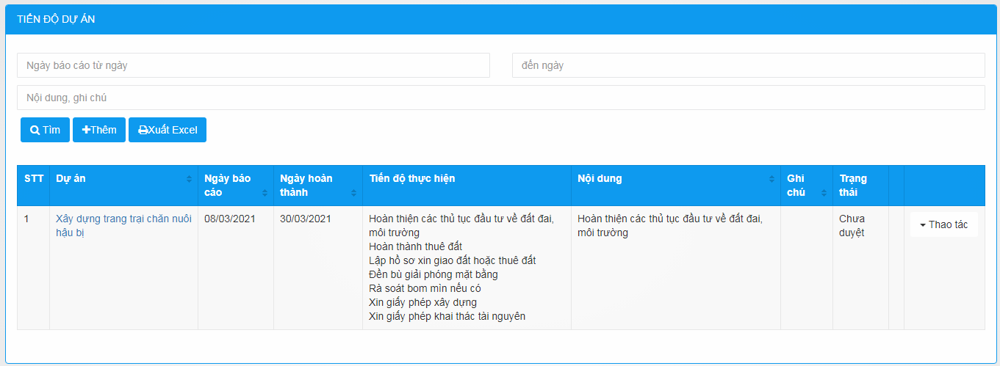 TIẾN ĐỘ DỰ ÁN
Ngày báo cáo từ ngày
đến ngày
Nội dung, ghi chú
Tìm
Thêm
Xuất Excel
STT
Dự án
Ngày báo
cáo
Ngày hoàn
thành
Tiến độ thực hiện
Nội dung
Ghi
chú
Trạng
thái
1
Xây dựng trang trại chăn nuôi
hậu bị
08/03/2021
30/03/2021
Hoàn thiện các thủ tục đầu tư về đất đai,
môi trường
Hoàn thành thuê đất
Lập hồ sơ xin giao đất hoặc thuê đất
Đền bù giải phóng mặt bằng
Rà soát bom mìn nếu có
Xin giấy phép xây dựng
Xin giấy phép khai thác tài nguyên
Hoàn thiện các thủ tục đầu tư về đất đai,
môi trường
Chưa
duyệt
Thao tác